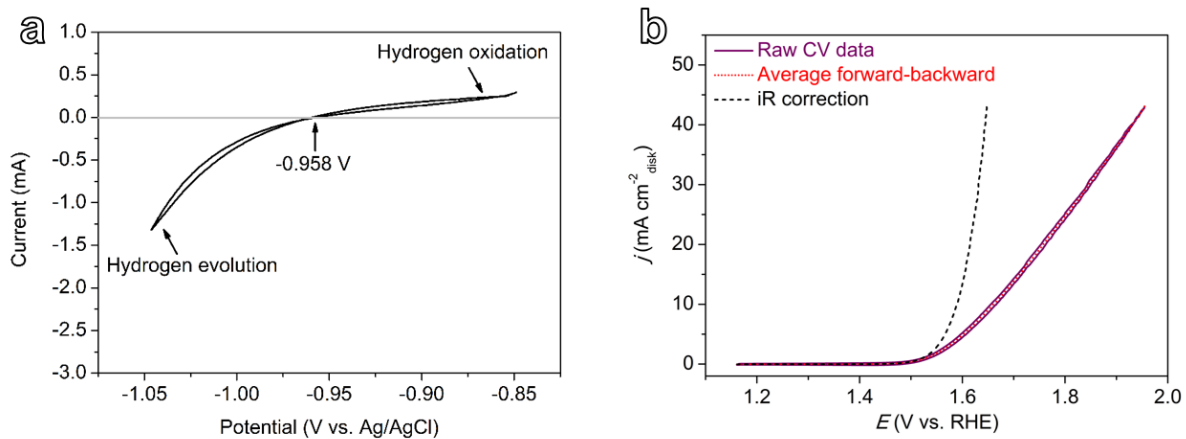 a
1.0
0.5
0.0
-0.5
-1.0
-1.5
-2.0
-2.5
-3.0
Current (mA)
Hydrogen oxidation
-0.958 V
Hydrogen evolution
-1.05
-1.00
-0.95
-0.90
-0.85
Potential (V vs. Ag/AgCl)
b
50
40
30
20
10
0
j (mA cm⁻²disk)
Raw CV data
Average forward-backward
iR correction
1.2
1.4
1.6
1.8
2.0
E (V vs. RHE)